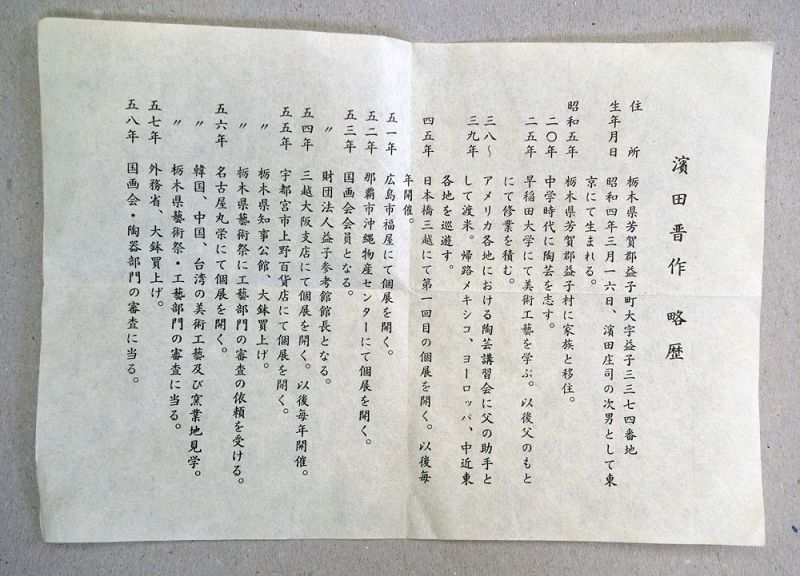 濱田晋作 略歴
住所 栃木県芳賀郡益子町大字益子三三七四番地
生年月日 昭和四年三月一六日、濱田庄司の次男として東
京にて生まれる。
昭和五年 栃木県芳賀郡益子村に家族と移住。
二〇年 中学時代に陶芸を志す。
二五年 早稲田大学にて美術工藝を学ぶ。以後父のもと
にて修業を積む。
三八〜 アメリカ各地における陶芸講習会に父の助手と
三九年 して渡米。帰路メキシコ、ヨーロッパ、中近東
各地を巡遊す。
四五年 日本橋三越にて第一回目の個展を開く。以後毎
年開催。
五一年 広島市福屋にて個展を開く。
五二年 那覇市沖縄物産センターにて個展を開く。
五三年 国画会会員となる。
〃 財団法人益子参考館館長となる。
五四年 三越大阪支店にて個展を開く。以後毎年開催。
五五年 宇都宮市上野百貨店にて個展を開く。
〃 栃木県知事公館、大鉢買上げ。
〃 栃木県藝術祭に工藝部門の審査の依頼を受ける。
五六年 名古屋丸栄にて個展を開く。
〃 韓国、中国、台湾の美術工藝及び窯業地見学。
〃 栃木県藝術祭・工藝部門の審査に当る。
五七年 外務省、大鉢買上げ。
五八年 国画会・陶器部門の審査に当る。